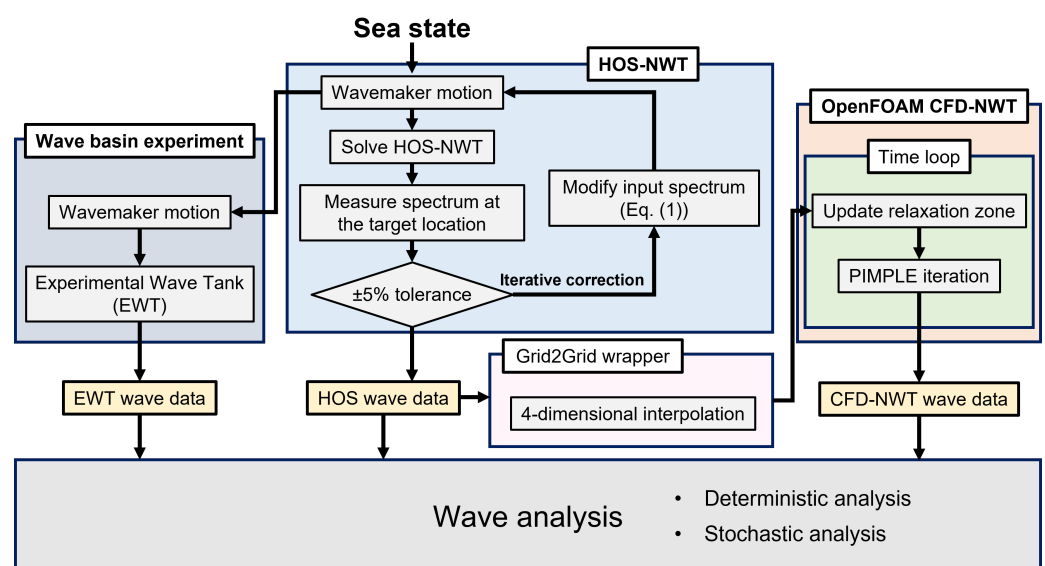 Sea state
HOS-NWT
Wavemaker motion
Solve HOS-NWT
Measure spectrum at
the target location
±5% tolerance
Iterative correction
Modify input spectrum
(Eq. (1))
Wave basin experiment
Wavemaker motion
Experimental Wave Tank
(EWT)
OpenFOAM CFD-NWT
Time loop
Update relaxation zone
PIMPLE iteration
Grid2Grid wrapper
4-dimensional interpolation
EWT wave data
HOS wave data
CFD-NWT wave data
Wave analysis
• Deterministic analysis
• Stochastic analysis